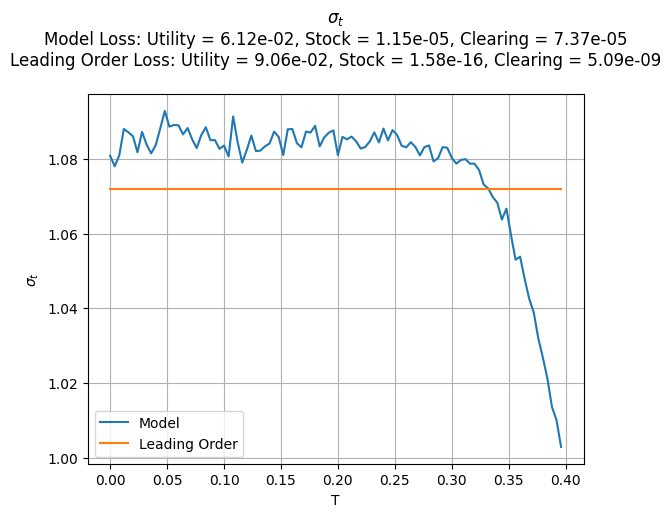 σt
Model Loss: Utility = 6.12e-02, Stock = 1.15e-05, Clearing = 7.37e-05
Leading Order Loss: Utility = 9.06e-02, Stock = 1.58e-16, Clearing = 5.09e-09
1.08
1.06
1.04
1.02
1.00
σt
Model
Leading Order
0.00 0.05 0.10 0.15 0.20 0.25 0.30 0.35 0.40
T